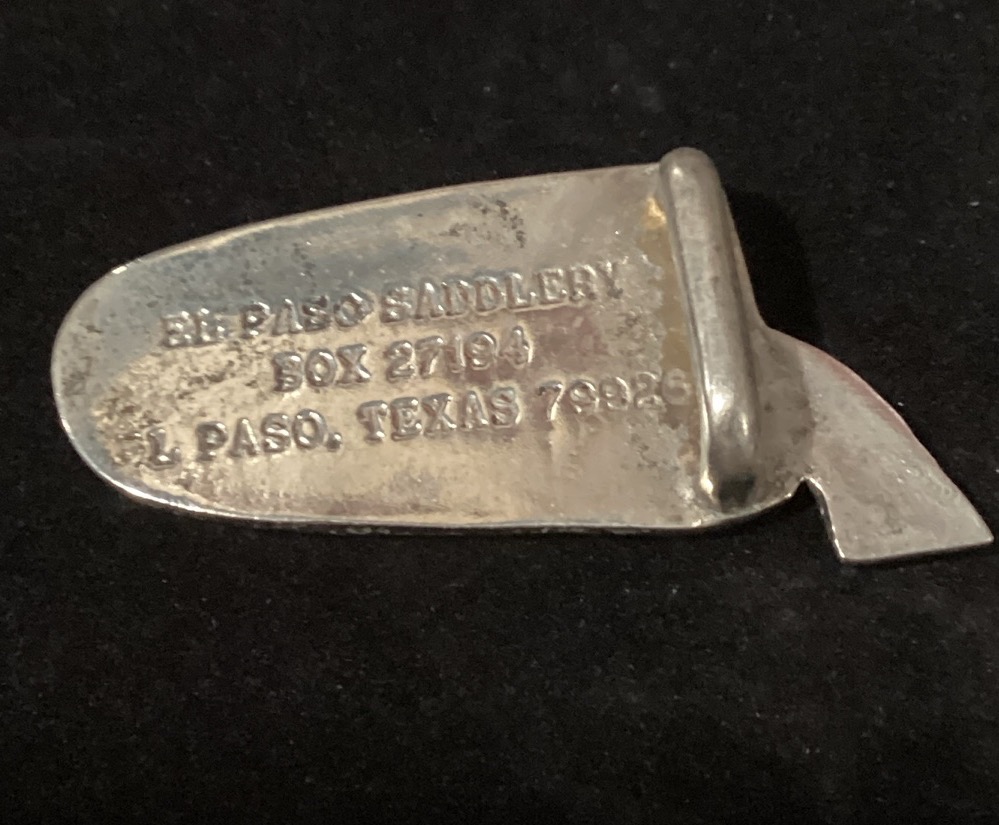 EL PASO SADDLERY
BOX 27194
L PASO, TEXAS 79926